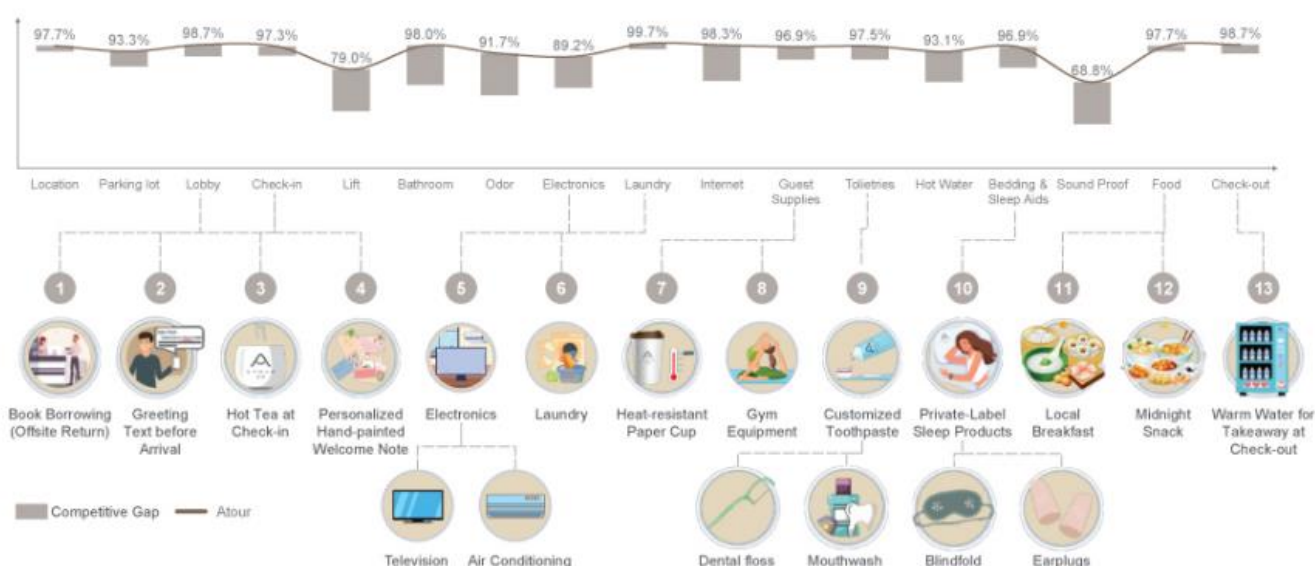 97.7%
93.3%
98.7%
97.3%
79.0%
98.0%
91.7%
89.2%
99.7%
98.3%
96.9%
97.5%
93.1%
96.9%
68.8%
97.7%
98.7%
Location
Parking lot
Lobby
Check-in
Lift
Bathroom
Odor
Electronics
Laundry
Internet
Guest
Supplies
Tolietries
Hot Water
Bedding &
Sleep Aids
Sound Proof
Food
Check-out
1
2
3
4
5
6
7
8
9
10
11
12
13
Book Borrowing
(Offsite Return)
Greeting
Text before
Arrival
Hot Tea at
Check-in
Personalized
Hand-painted
Welcome Note
Electronics
Laundry
Heat-resistant
Paper Cup
Gym
Equipment
Customized
Toothpaste
Private-Label
Sleep Products
Local
Breakfast
Midnight
Snack
Warm Water for
Takeaway at
Check-out
Competitive Gap
Atour
Television
Air Conditioning
Dental floss
Mouthwash
Blindfold
Earplugs